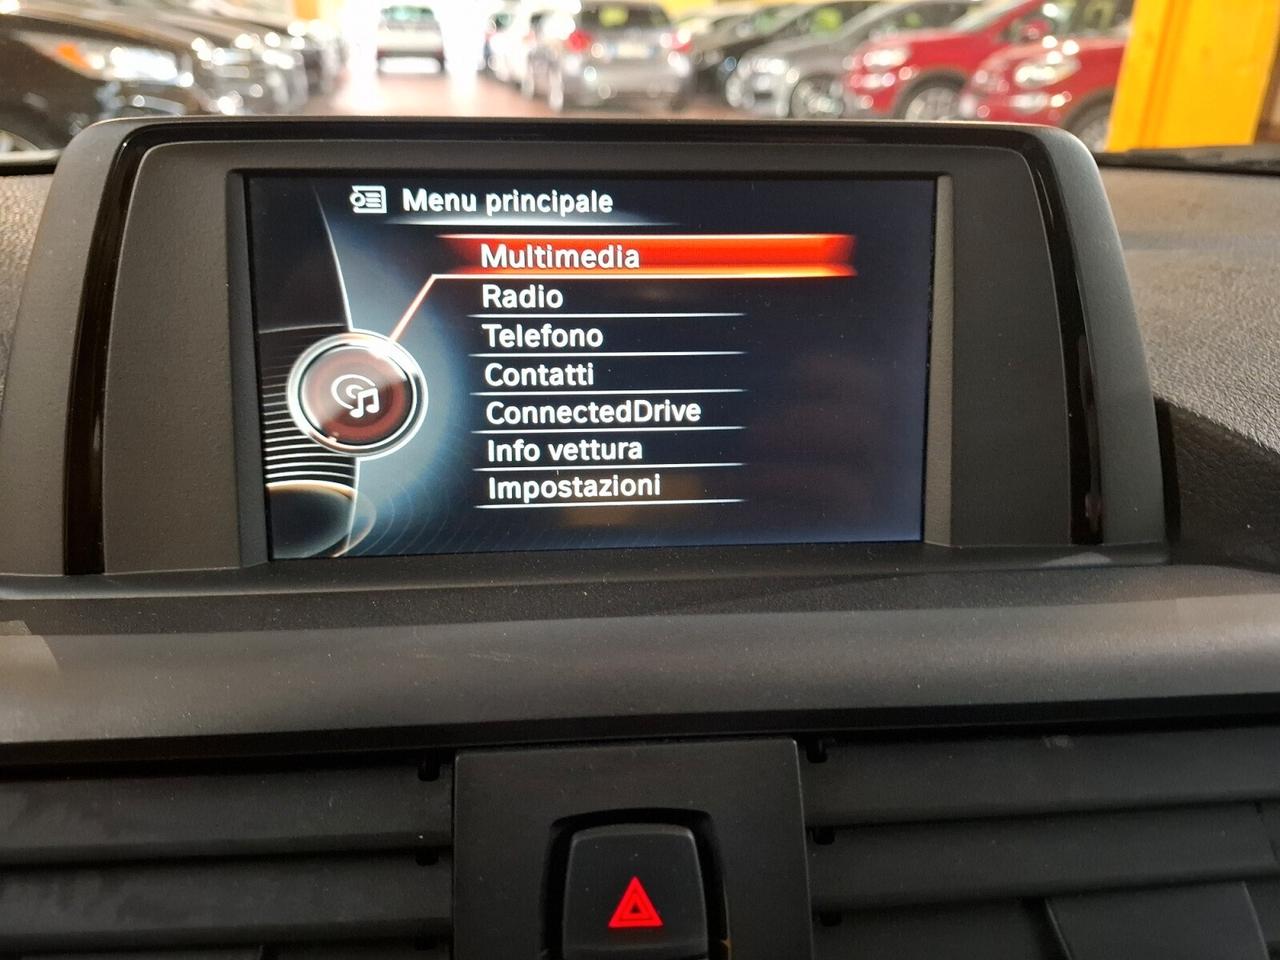 Menu principale
Multimedia
Radio
Telefono
Contatti
ConnectedDrive
Info vettura
Impostazioni